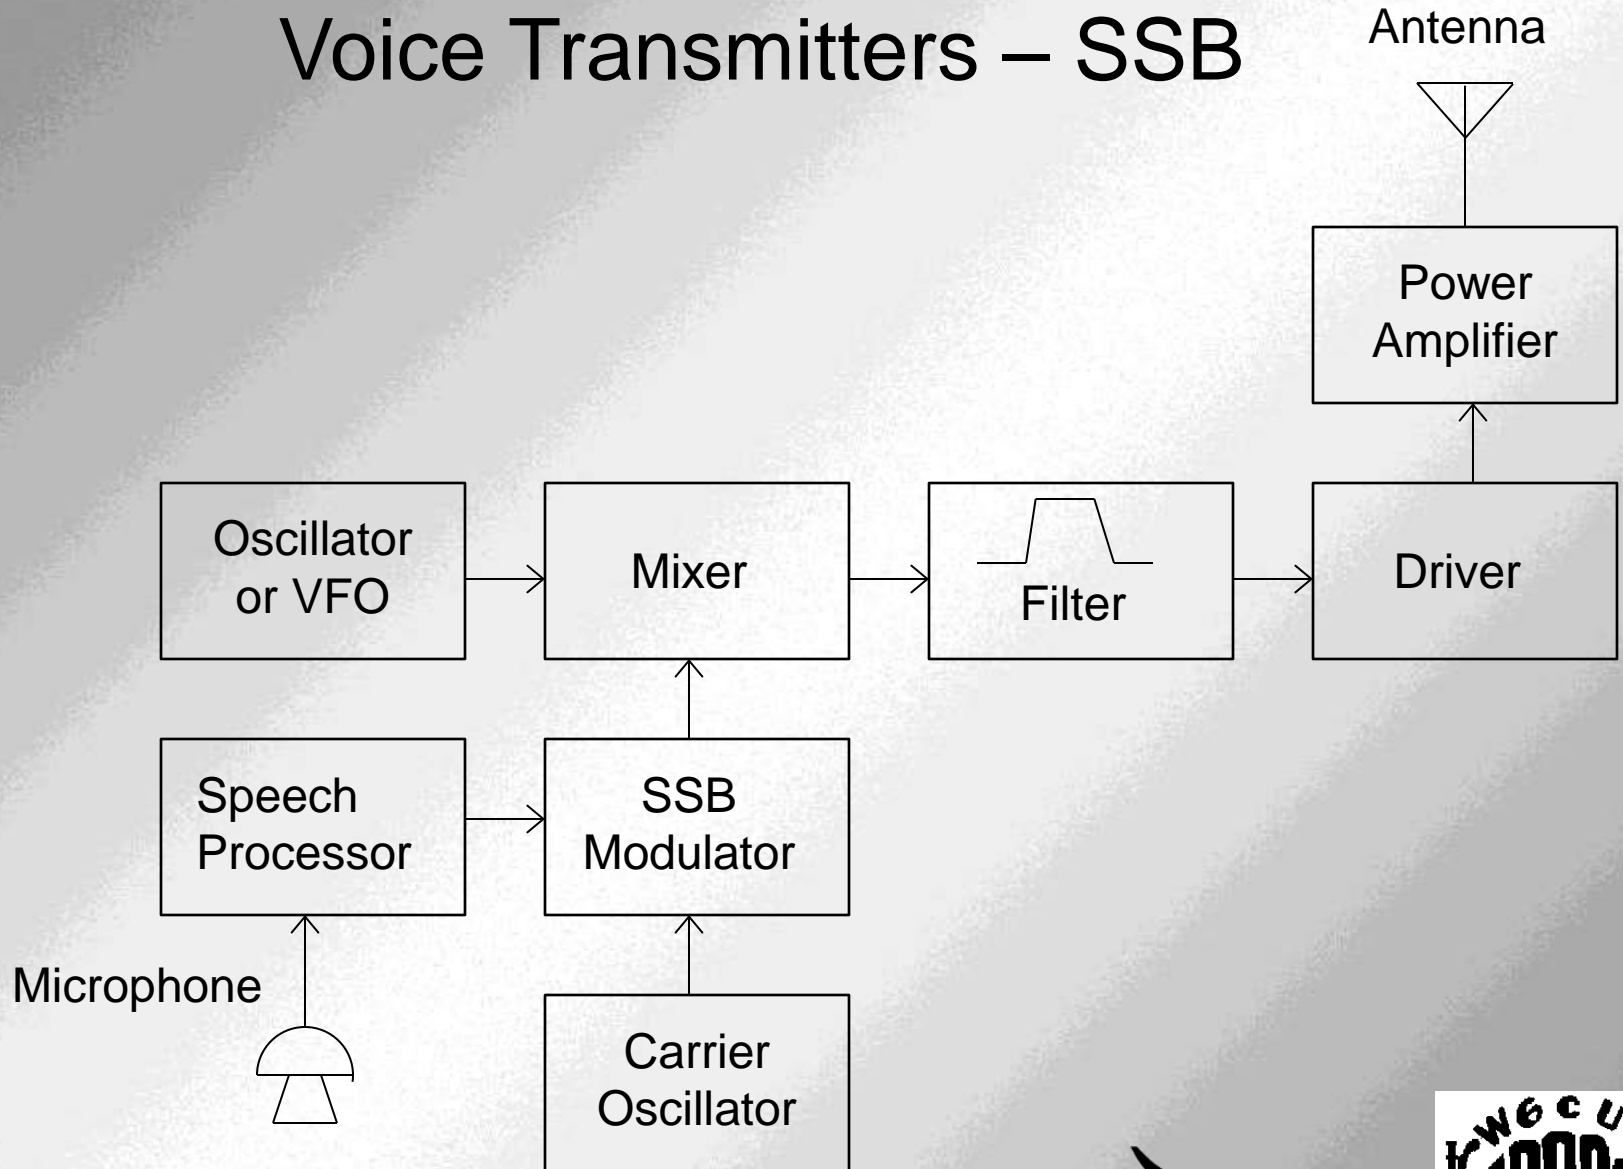 Voice Transmitters – SSB
Antenna
Power
Amplifier
Oscillator
or VFO
Mixer
Filter
Driver
Speech
Processor
SSB
Modulator
Microphone
Carrier
Oscillator